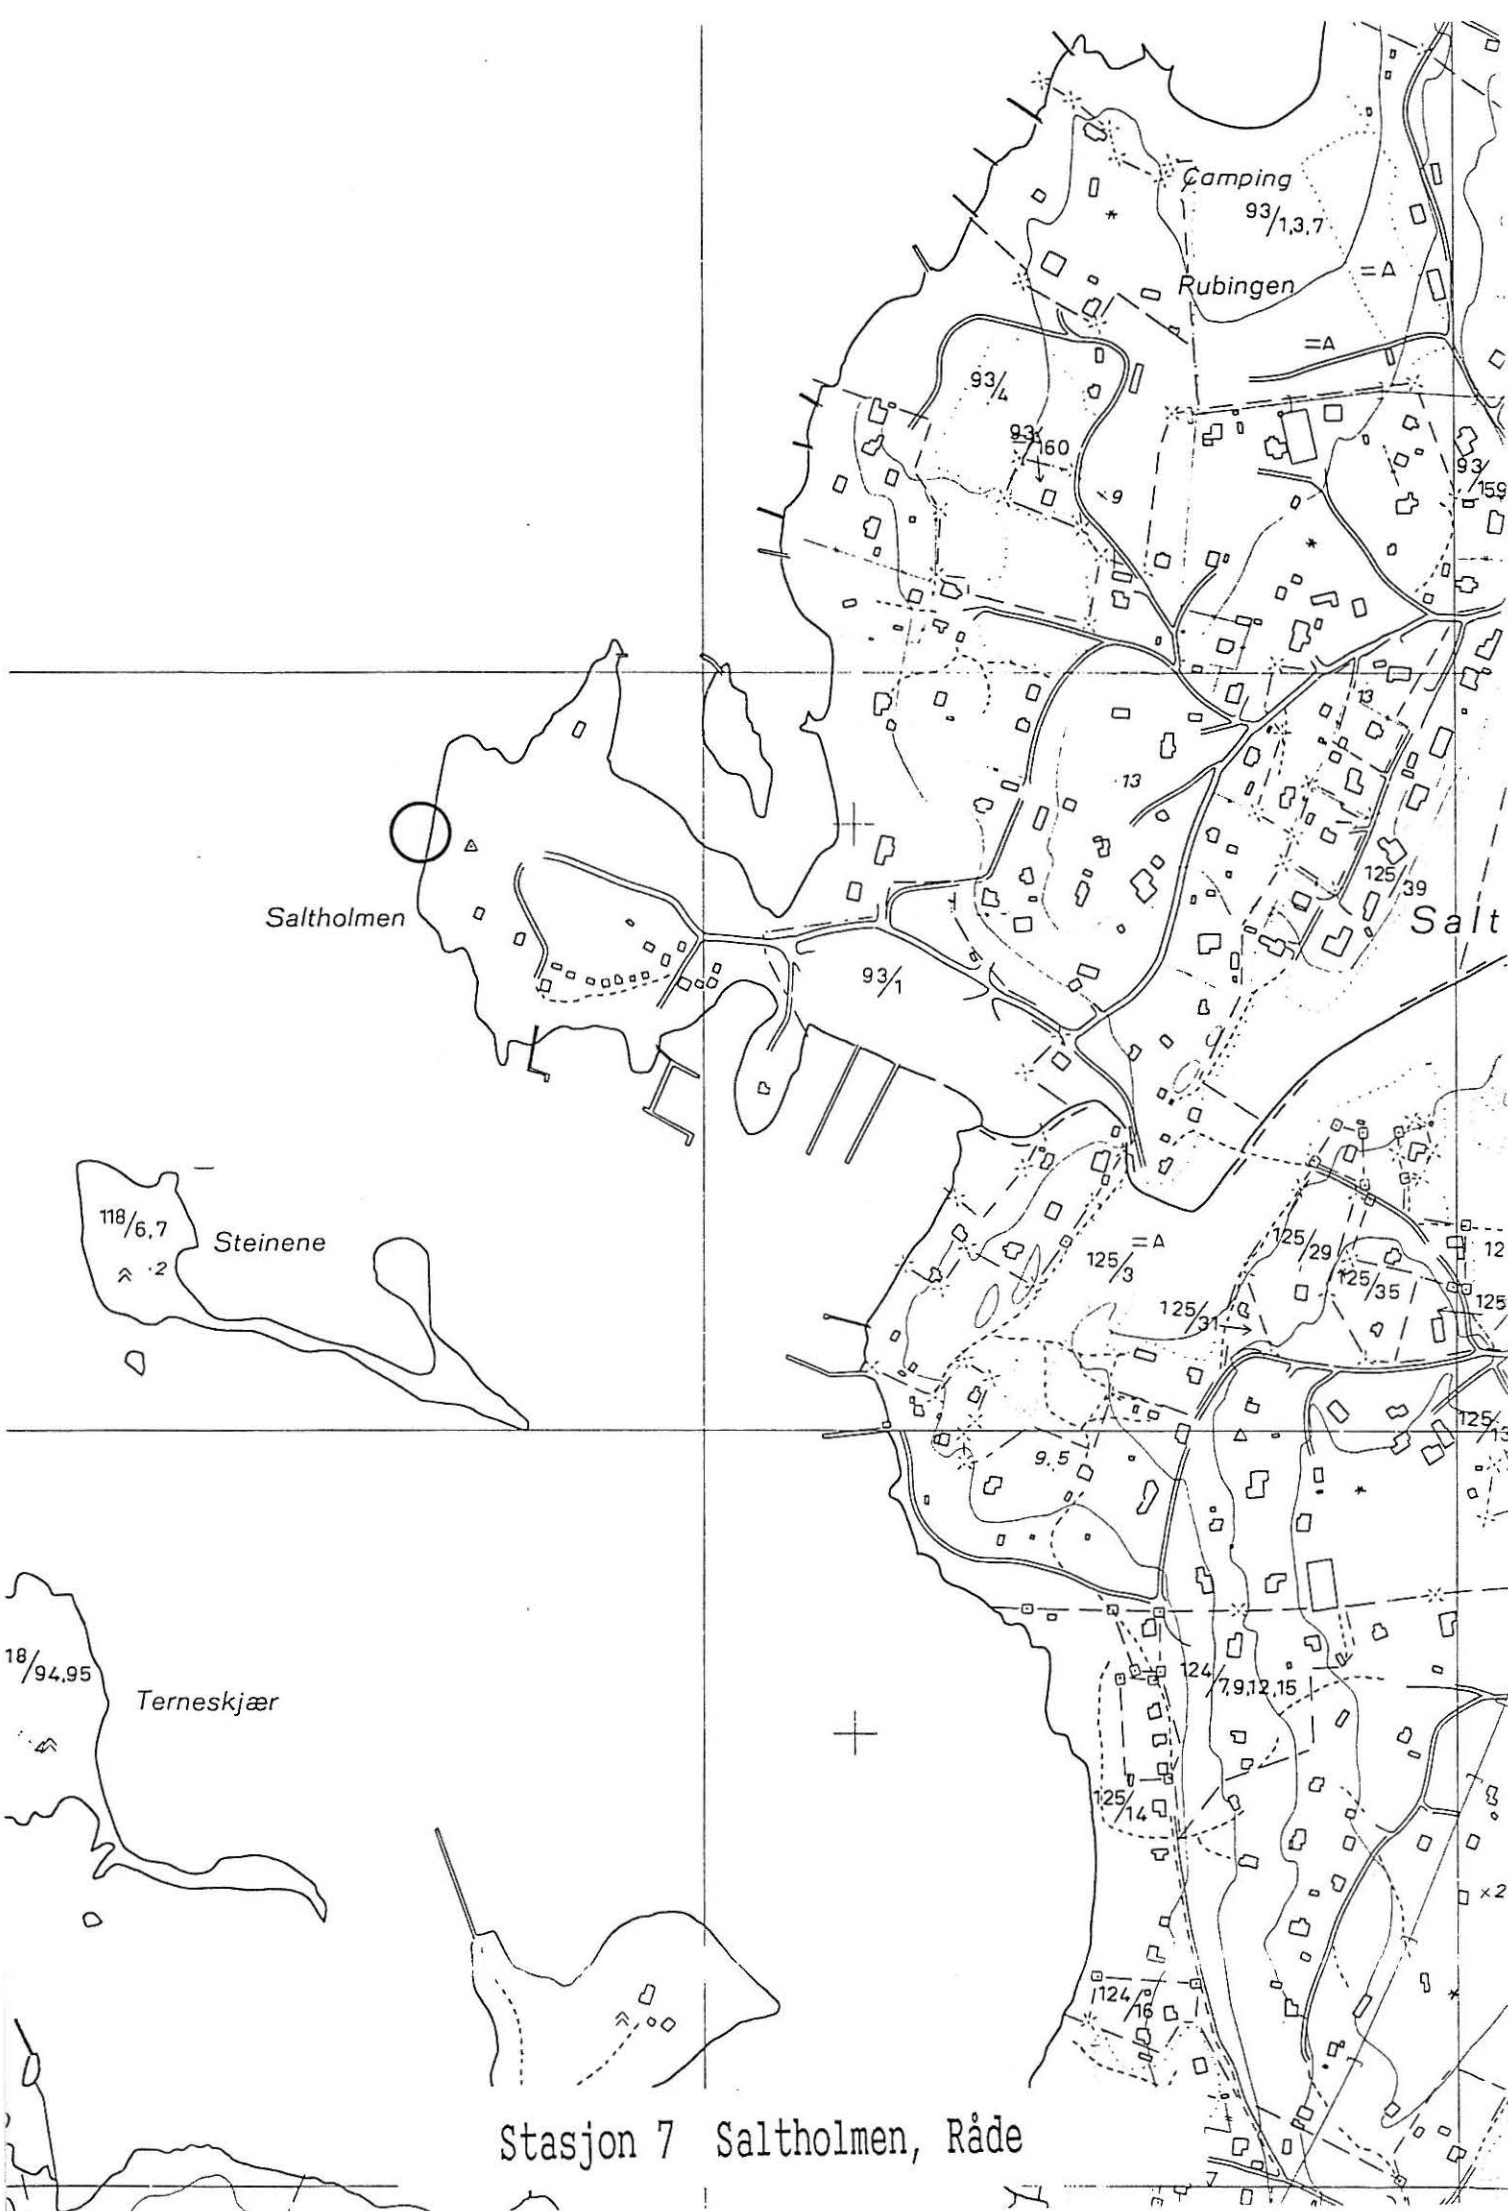 Camping
93/1,3,7
=A
Rubingen
=A
93/4
93/60
93/159
×9
13
·13
125/39
Saltholmen
Salt
93/1
118/6,7
Steinene
·2
=A
125/3
125/29
12
125/35
125/31
125
125/13
9.5
18/94,95
Terneskjær
124/7,9,12,15
125/14
×2
124/16
Stasjon 7 Saltholmen, Råde